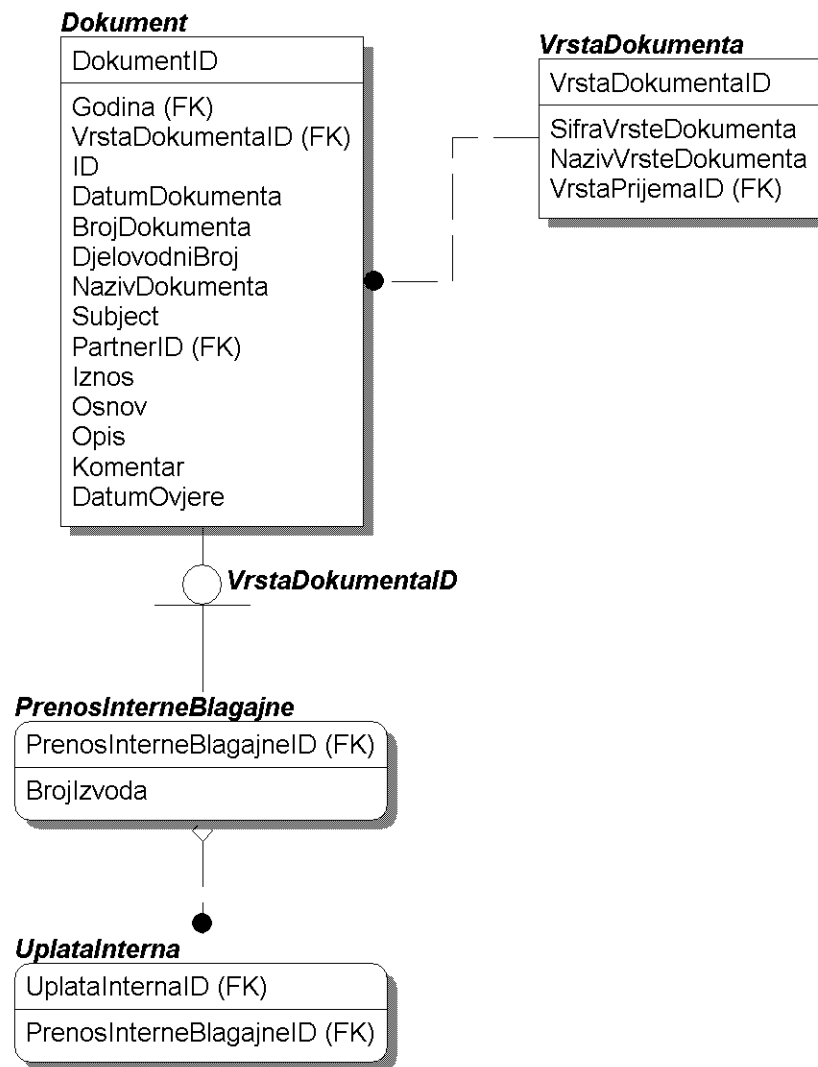 Dokument
DokumentID
Godina (FK)
VrstaDokumentaID (FK)
ID
DatumDokumenta
BrojDokumenta
DjelovodniBroj
NazivDokumenta
Subject
PartnerID (FK)
Iznos
Osnov
Opis
Komentar
DatumOvjere
VrstaDokumenta
VrstaDokumentaID
SifraVrsteDokumenta
NazivVrsteDokumenta
VrstaPrijemaID (FK)
VrstaDokumentaID
PrenosInterneBlagajne
PrenosInterneBlagajneID (FK)
BrojIzvoda
UplataInterna
UplataInternaID (FK)
PrenosInterneBlagajneID (FK)